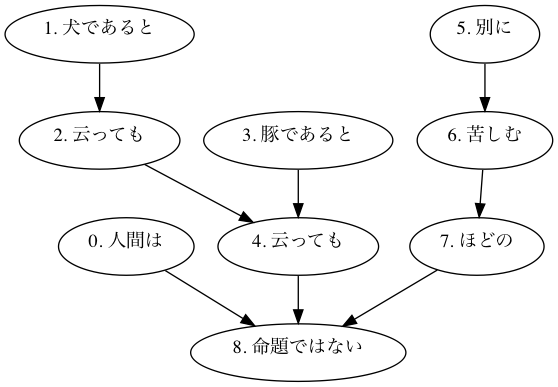 1. 犬であると
5. 別に
2. 云っても
3. 豚であると
6. 苦しむ
0. 人間は
4. 云っても
7. ほどの
8. 命題ではない